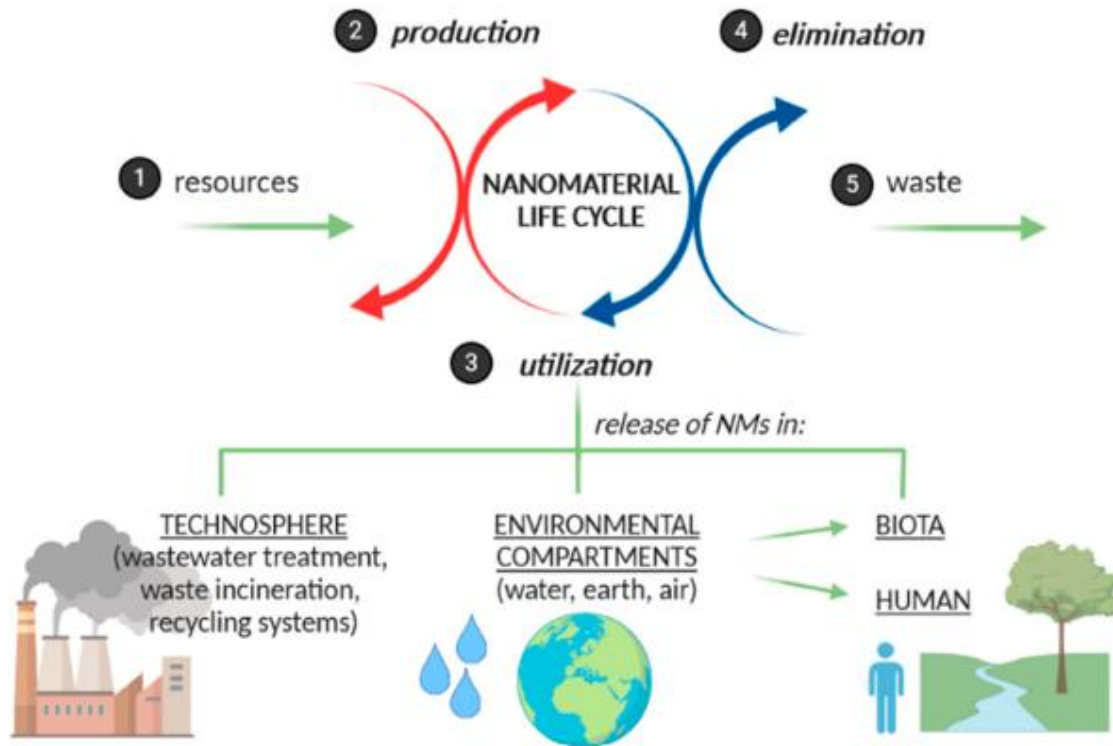 2 production
4 elimination
1 resources
NANOMATERIAL
LIFE CYCLE
5 waste
3 utilization
release of NMs in:
TECHNOSPHERE
(wastewater treatment,
waste incineration,
recycling systems)
ENVIRONMENTAL
COMPARTMENTS
(water, earth, air)
BIOTA
HUMAN